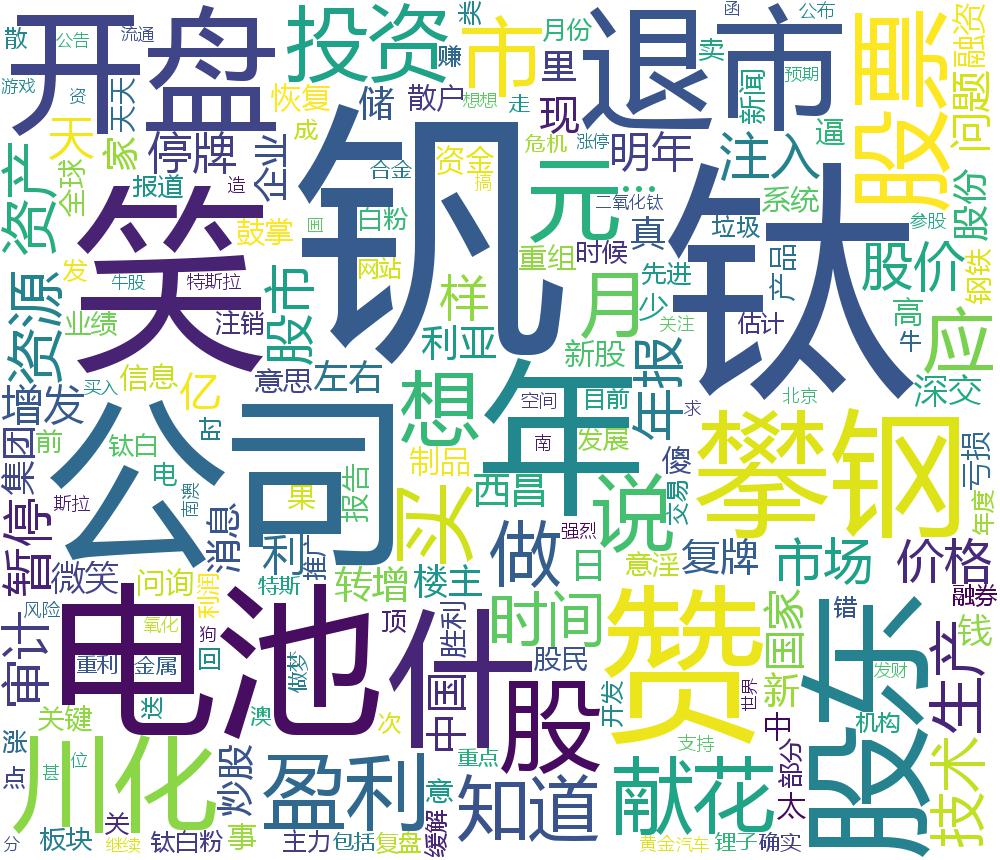 开盘
投资
市
退市
股票
融资
散
公告
流通
类
月份
卖
函
公布
预期
赚
里
新闻
游戏
资
天天
恢复
储
散户
想想
走
现
明年
逼
问题
天
家
停牌
企业
成
合金
资金
搞
危机
涨停
元
...
注入
系统
股份
资产
全球
报道
造
鼓掌
白粉
二氧化钛
真
垃圾
参股
笑
钒
钛
囲
网站
样
重组
时候
先进
产品
股价
钢铁
资源
发
牛股
特斯拉
业绩
注销
股市
利亚
月
少
关注
估计
高
牛
应
新股
买入
信息
亿
意思
左右
年报
深交
增发
想
年
空间
目前
北京
求
前
钛白
时
公司
制品
南
发展
傻
攀钢
集团
电
斯拉
南澳
果
报告
买
西昌
说
交易
亏损
年度
暂停
消息
利
推广
强烈
意淫
复牌
市场
价格
微笑
问询
利润
特斯
转增
楼主
做
日
融券
审计
风险
氧化
狗
电池
顶
胜利
什
时间
赞
国家
错
股东
钱
重利
金属
回
做梦
中国
股民
股
开发
世界
新
发财
生产
送
关键
澳
次
中
机构
涨
点
川化
炒股
盈利
重点
意
知道
支持
献花
太
部分
技术
甚
位
分
板块
关
继续
钛白粉
事
主力
包括
复盘
缓解
黄金
汽车
锂子
确实